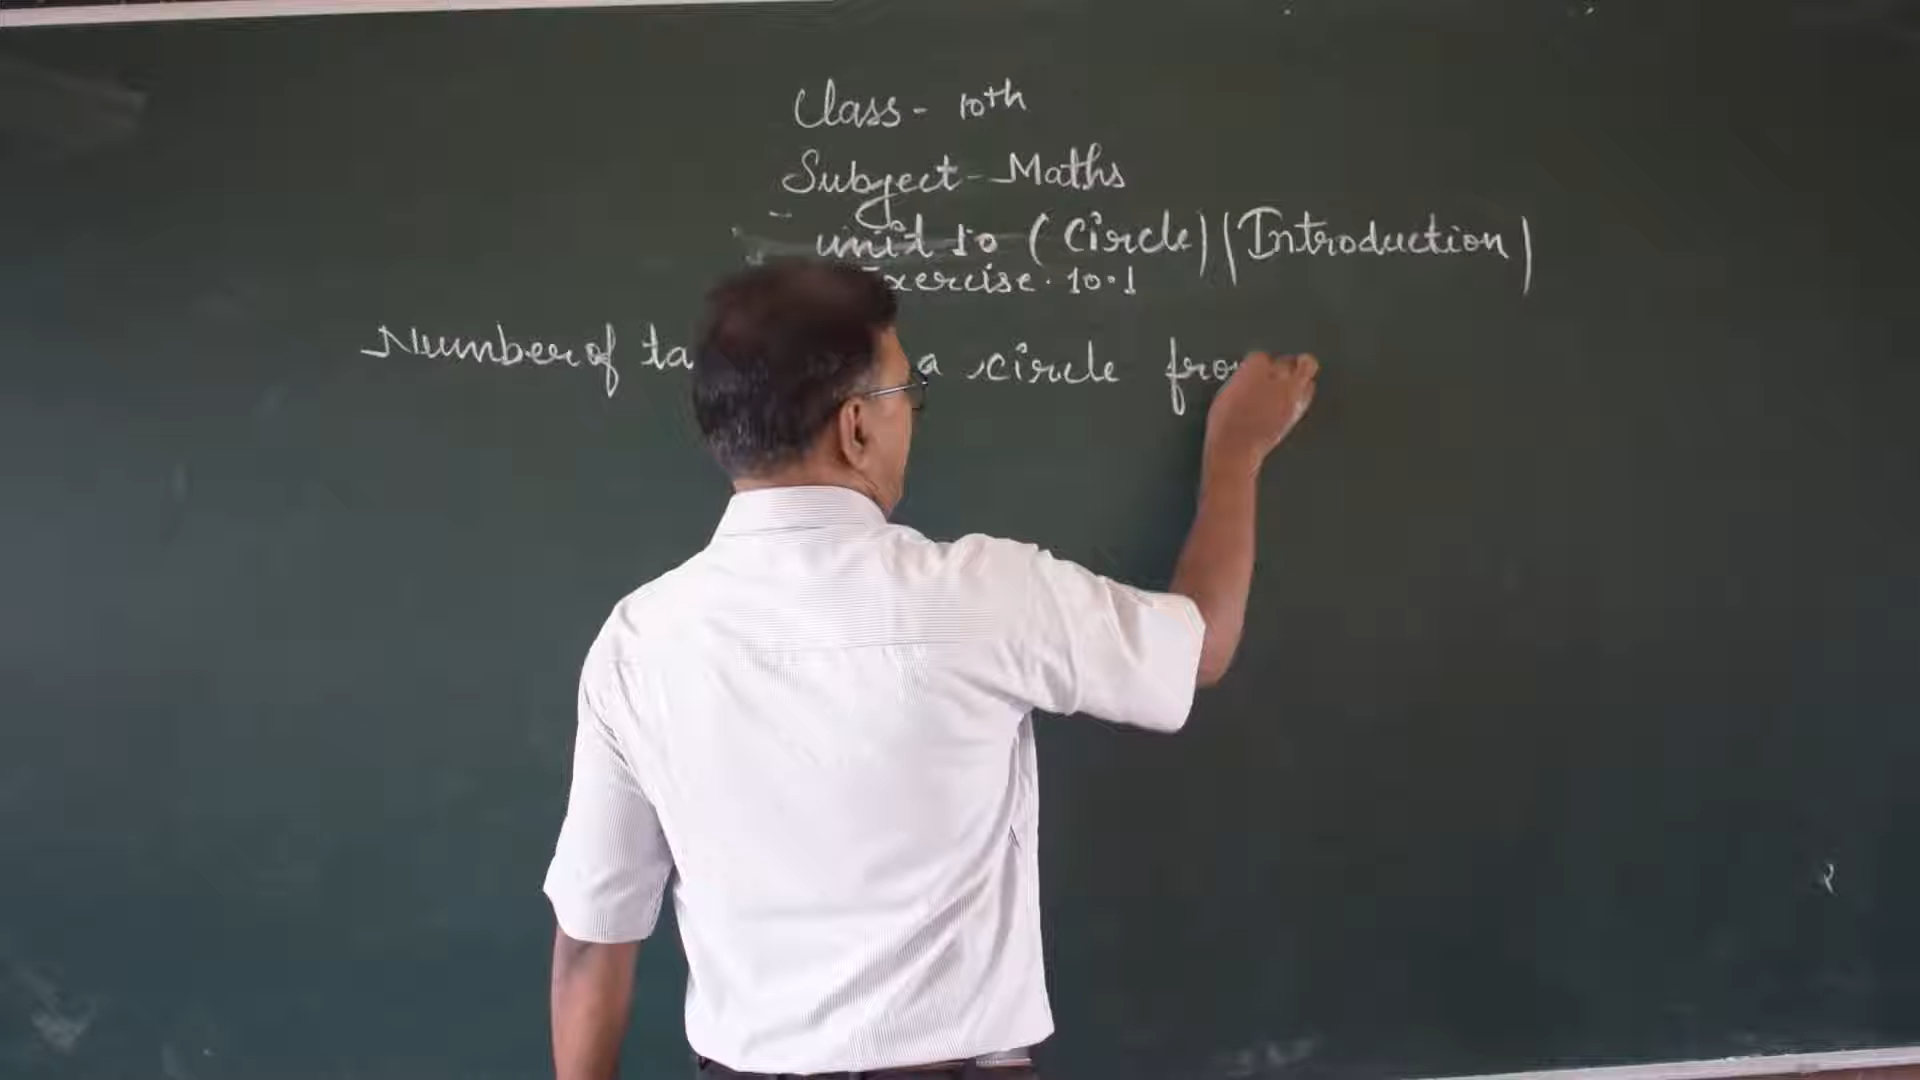 Class - 10th
Subject - Maths
unit 10 (Circle) (Introduction)
Exercise. 10.1
Number of ta a circle fro